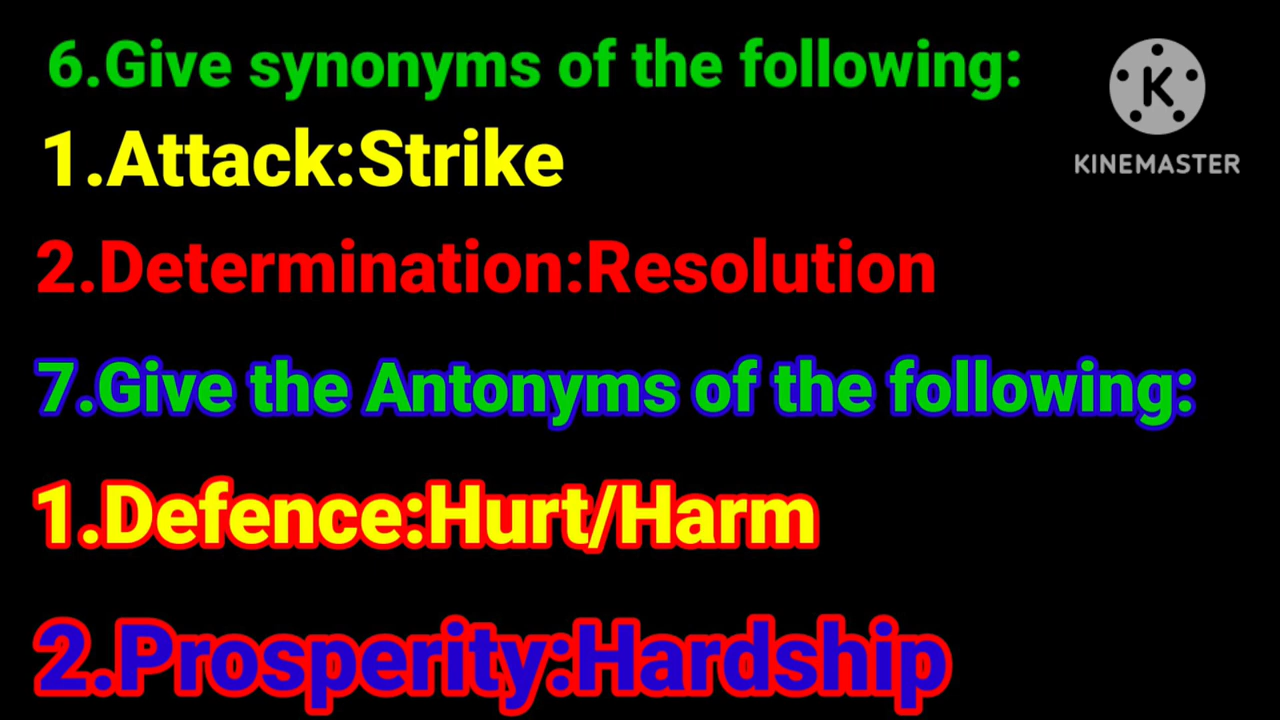 6.Give synonyms of the following:
K
KINEMASTER
1.Attack:Strike
2.Determination:Resolution
7.Give the Antonyms of the following:
1.Defence:Hurt/Harm
2.Prosperity:Hardship